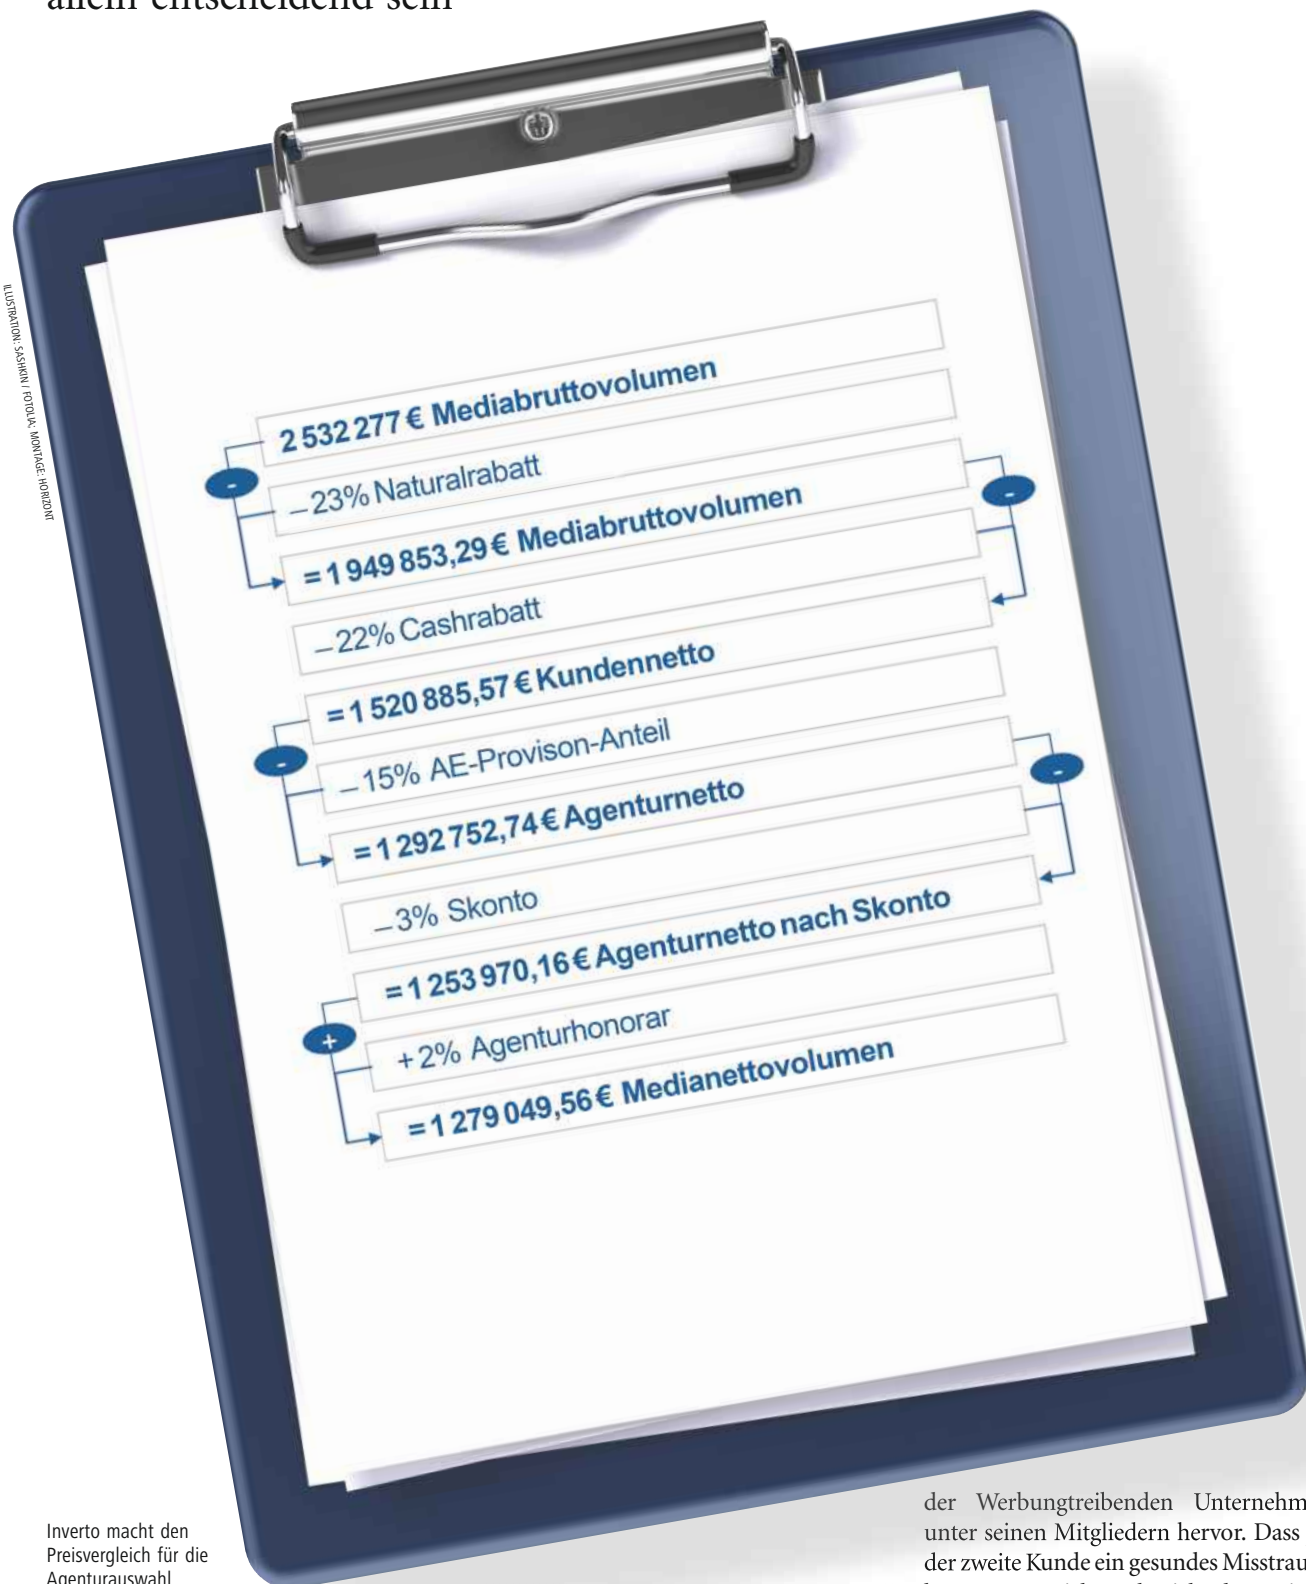 allein entscheidend sein
ILLUSTRATION: SASHKIN / FOTOLIA; MONTAGE: HORIZONT
2 532 277 € Mediabruttovolumen
–23% Naturalrabatt
= 1 949 853,29 € Mediabruttovolumen
–22% Cashrabatt
= 1 520 885,57 € Kundennetto
–15% AE-Provison-Anteil
= 1 292 752,74 € Agenturnetto
–3% Skonto
= 1 253 970,16 € Agenturnetto nach Skonto
+2% Agenturhonorar
= 1 279 049,56 € Medianettovolumen
Inverto macht den
Preisvergleich für die
Agenturauswahl
der Werbungtreibenden Unternehm
unter seinen Mitgliedern hervor. Dass
der zweite Kunde ein gesundes Misstrau